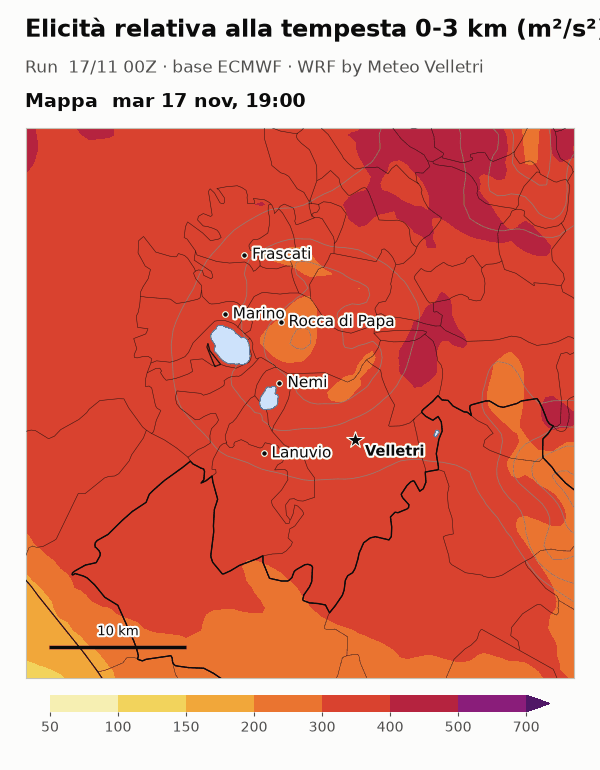 Elicità relativa alla tempesta 0-3 km (m²/s²)
Run  17/11 00Z · base ECMWF · WRF by Meteo Velletri
Mappa  mar 17 nov, 19:00
Frascati
Marino
Rocca di Papa
Nemi
Lanuvio
Velletri
10 km
50 100 150 200 300 400 500 700